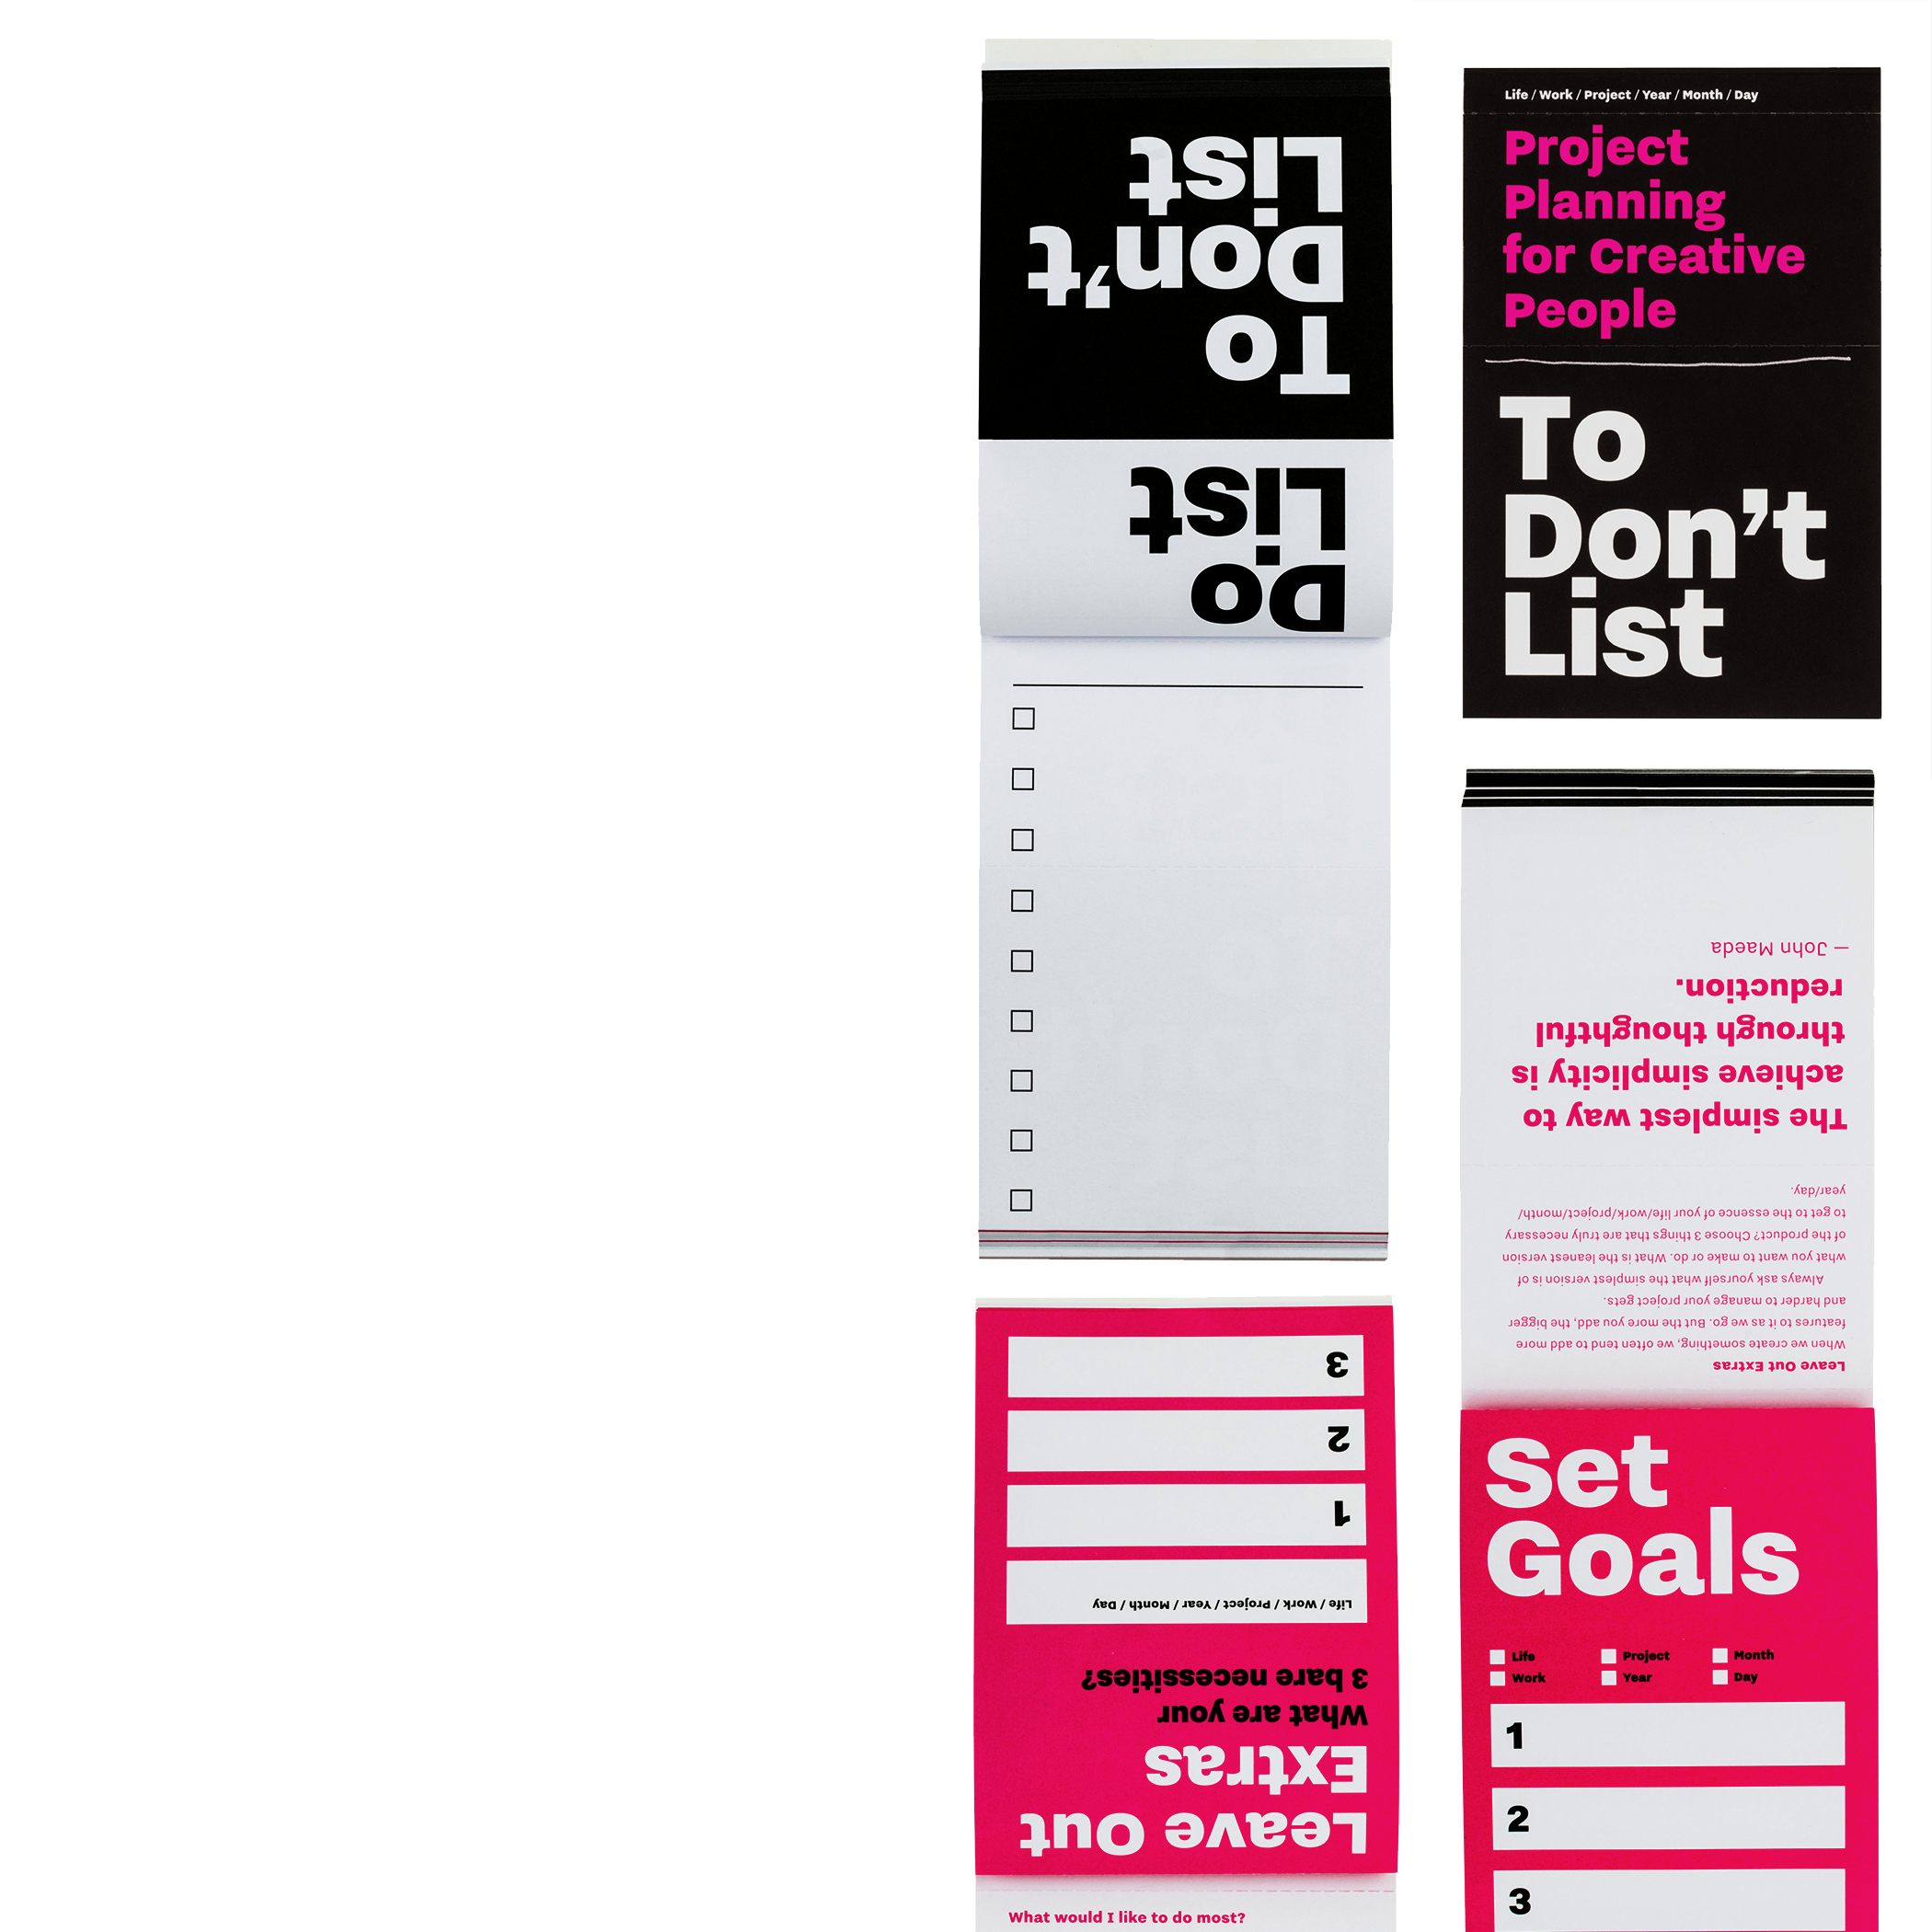 List
Don't
To
List
Do
Life / Work / Project / Year / Month / Day
Project
Planning
for Creative
People
To
Don't
List
— John Maeda
reduction.
through thoughtful
achieve simplicity is
The simplest way to
year/day.
to get to the essence of your life/work/project/month/
of the product? Choose 3 things that are truly necessary
what you want to make or do. What is the leanest version
Always ask yourself what the simplest version is of
and harder to manage your project gets.
features to it as we go. But the more you add, the bigger
When we create something, we often tend to add more
Leave Out Extras
3
2
1
Life / Work / Project / Year / Month / Day
3 bare necessities?
What are your
Extras
Leave Out
What would I like to do most?
Set
Goals
Life Project Month
Work Year Day
1
2
3